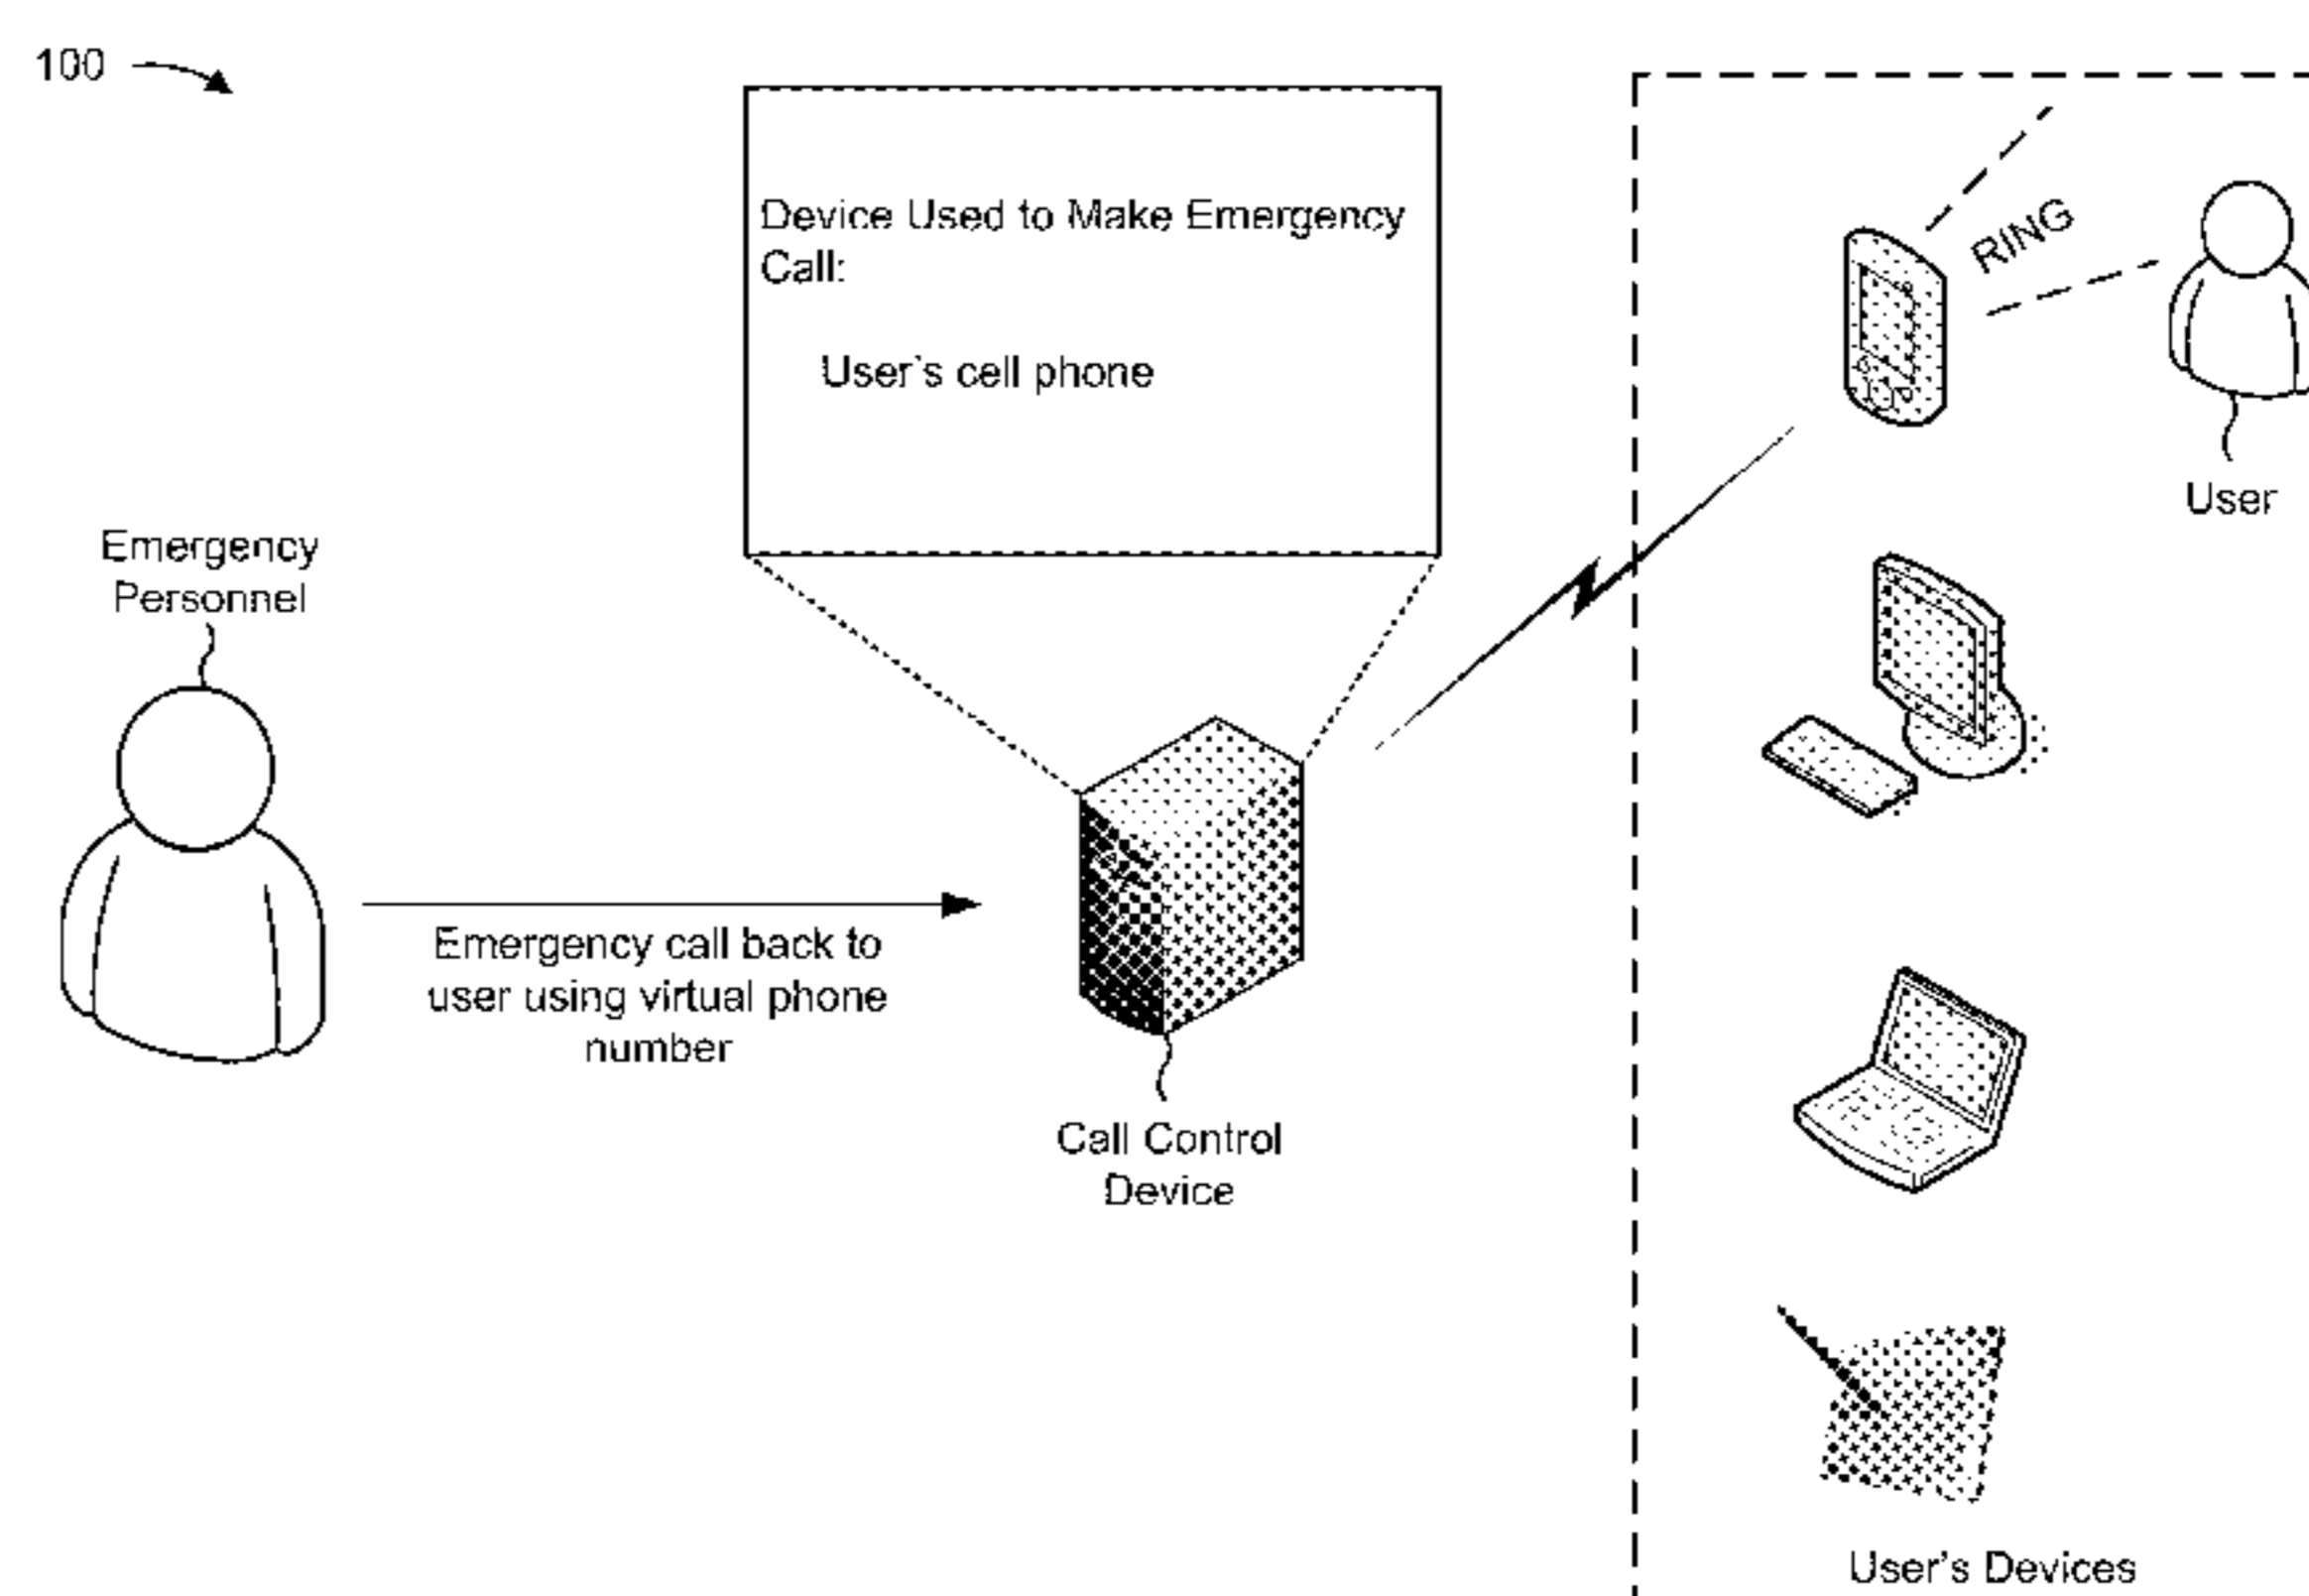 100
Device Used to Make Emergency
Call:
User's cell phone
RING
User
Emergency
Personnel
Emergency call back to
user using virtual phone
number
Call Control
Device
User's Devices